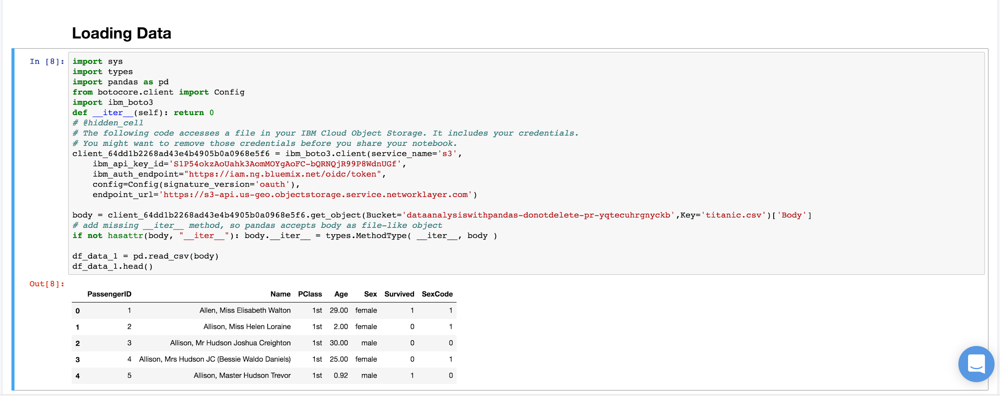 Loading Data
In [8]:
import sys
import types
import pandas as pd
from botocore.client import Config
import ibm_boto3
def __iter__(self): return 0
# @hidden_cell
# The following code accesses a file in your IBM Cloud Object Storage. It includes your credentials.
# You might want to remove those credentials before you share your notebook.
client_64dd1b2268ad43e4b4905b0a0968e5f6 = ibm_boto3.client(service_name='s3',
    ibm_api_key_id='S1P54okzAoUahk3AomMOYgAoFC-bQRNQjR99P8WdnUGf',
    ibm_auth_endpoint="https://iam.ng.bluemix.net/oidc/token",
    config=Config(signature_version='oauth'),
    endpoint_url='https://s3-api.us-geo.objectstorage.service.networklayer.com')
body = client_64dd1b2268ad43e4b4905b0a0968e5f6.get_object(Bucket='dataanalysiswithpandas-donotdelete-pr-yqtecuhrgnyckb',Key='titanic.csv')['Body']
# add missing __iter__ method, so pandas accepts body as file-like object
if not hasattr(body, "__iter__"): body.__iter__ = types.MethodType( __iter__, body )
df_data_1 = pd.read_csv(body)
df_data_1.head()
Out[8]:
PassengerID Name PClass Age Sex Survived SexCode
0 1 Allen, Miss Elisabeth Walton 1st 29.00 female 1 1
1 2 Allison, Miss Helen Loraine 1st 2.00 female 0 1
2 3 Allison, Mr Hudson Joshua Creighton 1st 30.00 male 0 0
3 4 Allison, Mrs Hudson JC (Bessie Waldo Daniels) 1st 25.00 female 0 1
4 5 Allison, Master Hudson Trevor 1st 0.92 male 1 0